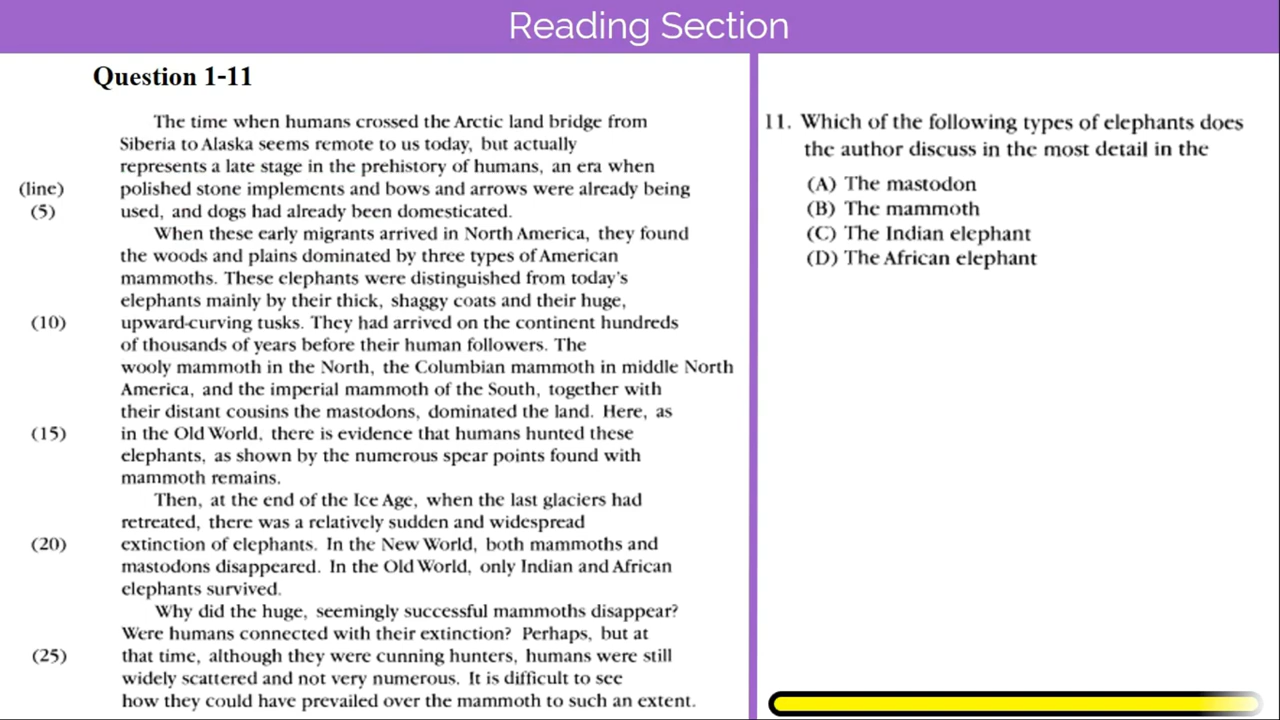 Reading Section
Question 1-11
The time when humans crossed the Arctic land bridge from
Siberia to Alaska seems remote to us today, but actually
represents a late stage in the prehistory of humans, an era when
(line) polished stone implements and bows and arrows were already being
(5) used, and dogs had already been domesticated.
When these early migrants arrived in North America, they found
the woods and plains dominated by three types of American
mammoths. These elephants were distinguished from today's
elephants mainly by their thick, shaggy coats and their huge,
(10) upward-curving tusks. They had arrived on the continent hundreds
of thousands of years before their human followers. The
wooly mammoth in the North, the Columbian mammoth in middle North
America, and the imperial mammoth of the South, together with
their distant cousins the mastodons, dominated the land. Here, as
(15) in the Old World, there is evidence that humans hunted these
elephants, as shown by the numerous spear points found with
mammoth remains.
Then, at the end of the Ice Age, when the last glaciers had
retreated, there was a relatively sudden and widespread
(20) extinction of elephants. In the New World, both mammoths and
mastodons disappeared. In the Old World, only Indian and African
elephants survived.
Why did the huge, seemingly successful mammoths disappear?
Were humans connected with their extinction? Perhaps, but at
(25) that time, although they were cunning hunters, humans were still
widely scattered and not very numerous. It is difficult to see
how they could have prevailed over the mammoth to such an extent.
11. Which of the following types of elephants does
the author discuss in the most detail in the
(A) The mastodon
(B) The mammoth
(C) The Indian elephant
(D) The African elephant